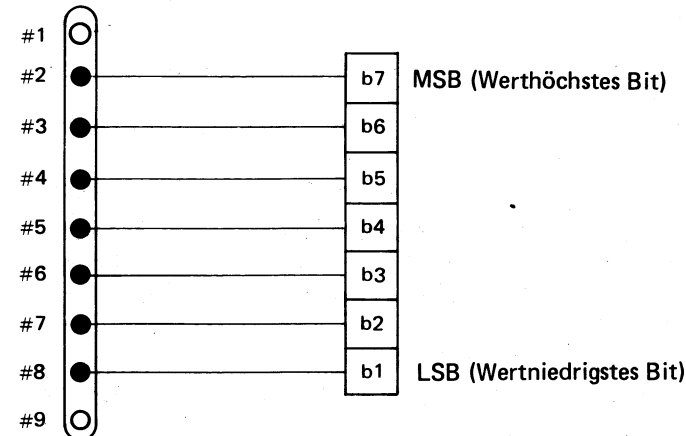 #1
#2 b7 MSB (Werthöchstes Bit)
#3 b6
#4 b5
#5 b4
#6 b3
#7 b2
#8 b1 LSB (Wertniedrigstes Bit)
#9